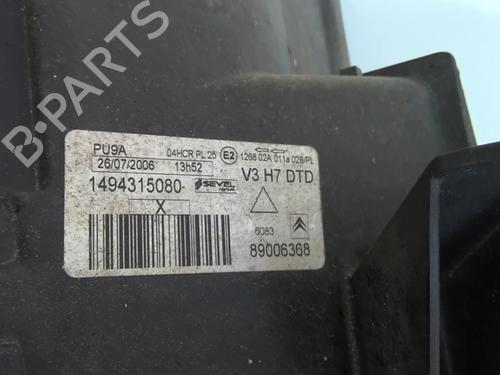 B-PARTS
PU9A 04HCR PL 25 E2 1268 02A 011a 02B/PL
26/07/2006 13h52 V3 H7 DTD
1494315080 SEVEL
X
6083
89006368